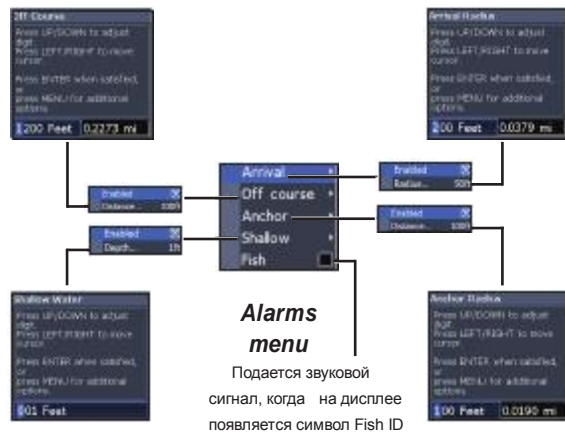 Off Course
Press UP/DOWN to adjust
digit.
Press LEFT/RIGHT to move
cursor.
Press ENTER when satisfied,
or
press MENU for additional
options.
1200 Feet 0.2273 mi
Arrival Radius
Press UP/DOWN to adjust
digit.
Press LEFT/RIGHT to move
cursor.
Press ENTER when satisfied,
or
press MENU for additional
options.
200 Feet 0.0379 mi
Enabled
Distance...
Enabled
Depth... 1ft
Arrival
Off course
Anchor
Shallow
Fish
Enabled
Radius... 50ft
Enabled
Distance... 100ft
Shallow Water
Press UP/DOWN to adjust
digit.
Press LEFT/RIGHT to move
cursor.
Press ENTER when satisfied,
or
press MENU for additional
options.
001 Feet
Alarms
menu
Подается звуковой
сигнал, когда на дисплее
появляется символ Fish ID
Anchor Radius
Press UP/DOWN to adjust
digit.
Press LEFT/RIGHT to move
cursor.
Press ENTER when satisfied,
or
press MENU for additional
options.
100 Feet 0.0190 mi